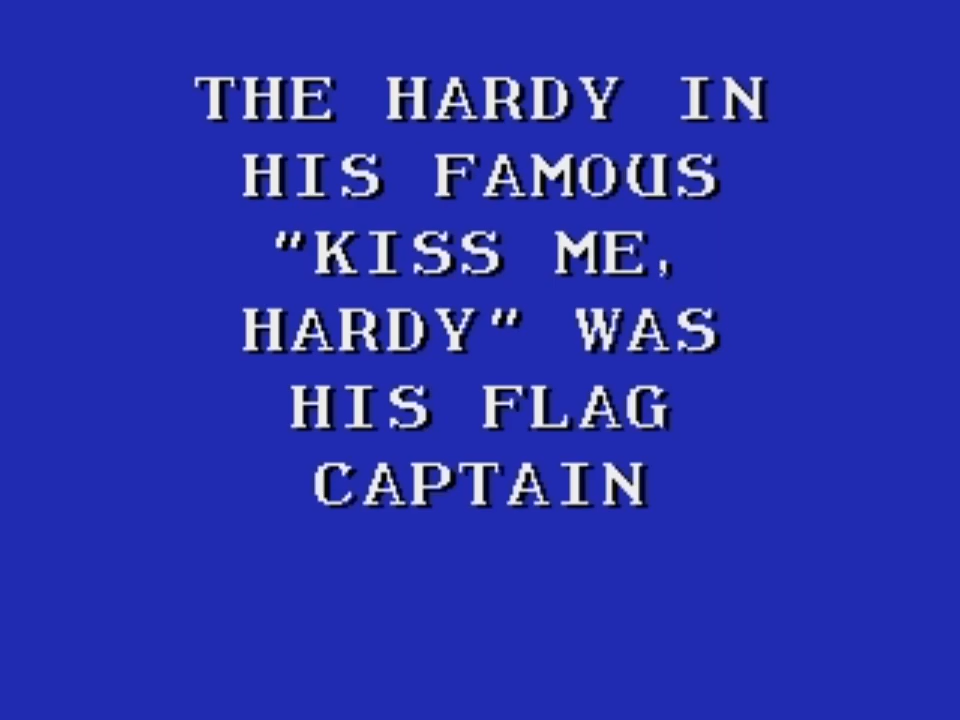 THE HARDY IN
HIS FAMOUS
"KISS ME,
HARDY" WAS
HIS FLAG
CAPTAIN